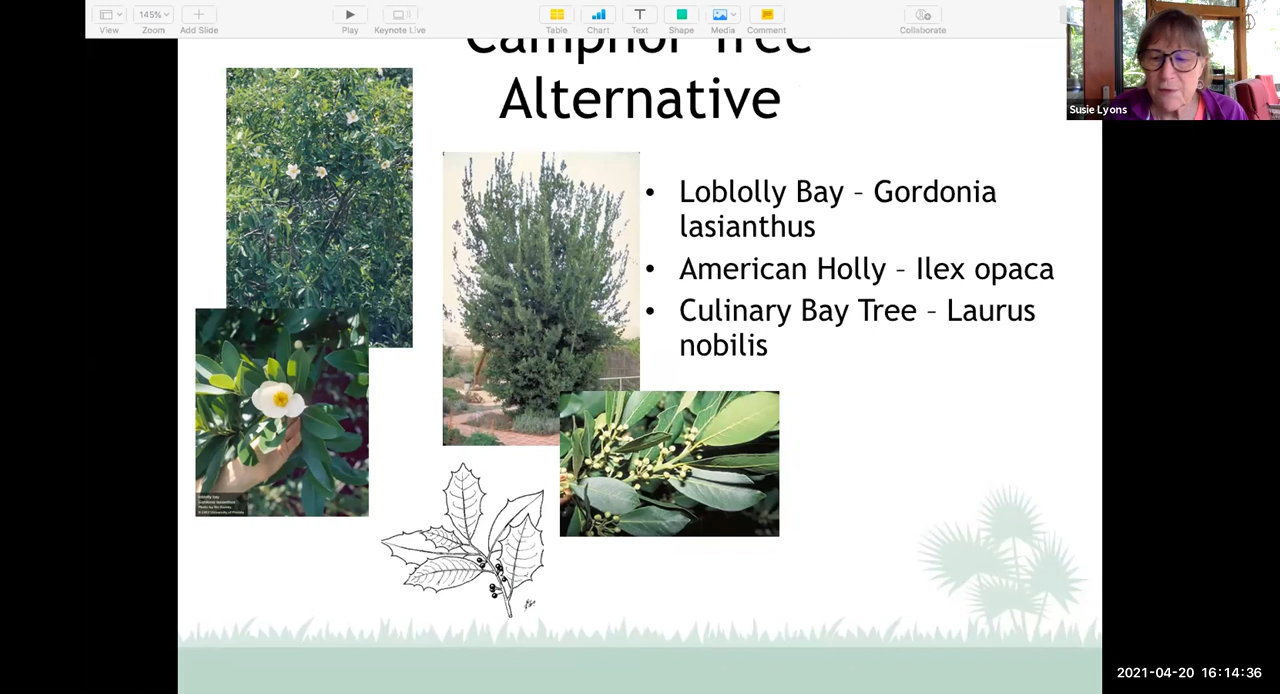 145%
View
Zoom
Add Slide
Play
Keynote Live
Table
Chart
Text
Shape
Media
Comment
Collaborate
Susie Lyons
Camphor Tree
Alternative
• Loblolly Bay – Gordonia
lasianthus
• American Holly – Ilex opaca
• Culinary Bay Tree – Laurus
nobilis
2021-04-20 16:14:36